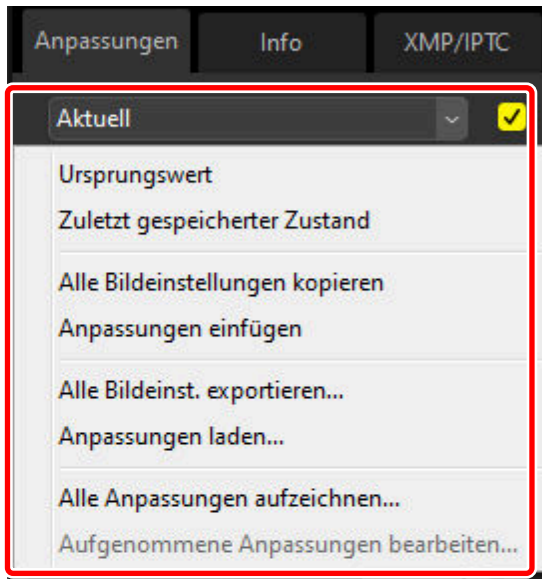 Anpassungen Info XMP/IPTC
Aktuell
Ursprungswert
Zuletzt gespeicherter Zustand
Alle Bildeinstellungen kopieren
Anpassungen einfügen
Alle Bildeinst. exportieren...
Anpassungen laden...
Alle Anpassungen aufzeichnen...
Aufgenommene Anpassungen bearbeiten...